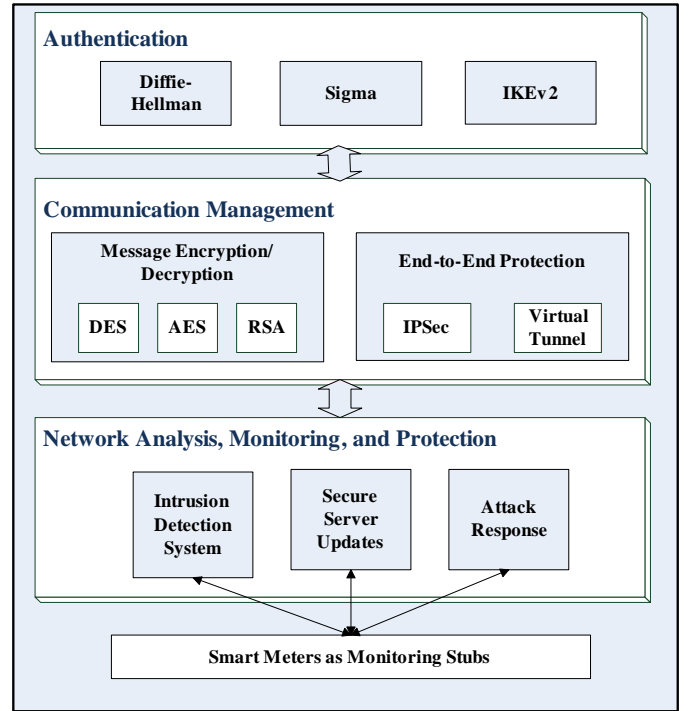 Authentication
Diffie-
Hellman
Sigma
IKEv2
Communication Management
Message Encryption/
Decryption
DES
AES
RSA
End-to-End Protection
IPSec
Virtual
Tunnel
Network Analysis, Monitoring, and Protection
Intrusion
Detection
System
Secure
Server
Updates
Attack
Response
Smart Meters as Monitoring Stubs